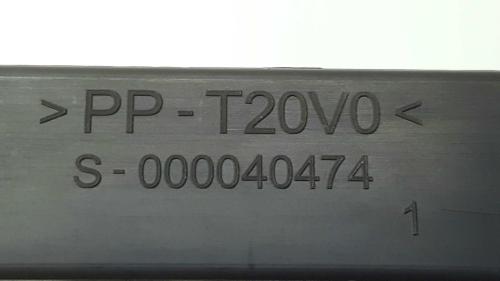 > PP - T20V0 <
S - 000040474
1